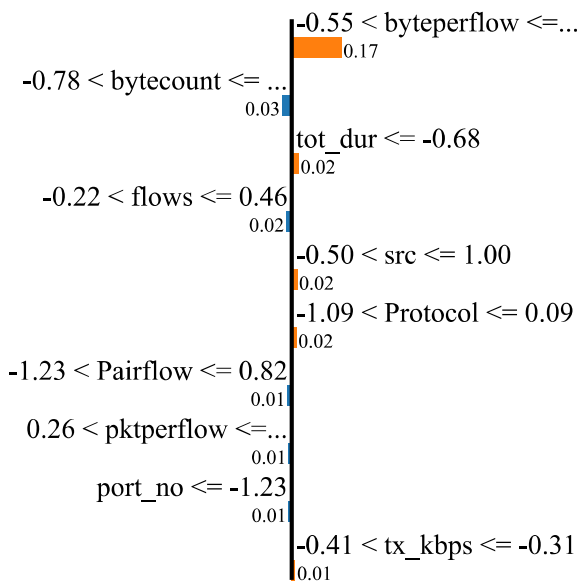 -0.55 < byteperflow <=...
0.17
-0.78 < bytecount <= ...
0.03
tot_dur <= -0.68
0.02
-0.22 < flows <= 0.46
0.02
-0.50 < src <= 1.00
0.02
-1.09 < Protocol <= 0.09
0.02
-1.23 < Pairflow <= 0.82
0.01
0.26 < pktperflow <=...
0.01
port_no <= -1.23
0.01
-0.41 < tx_kbps <= -0.31
0.01